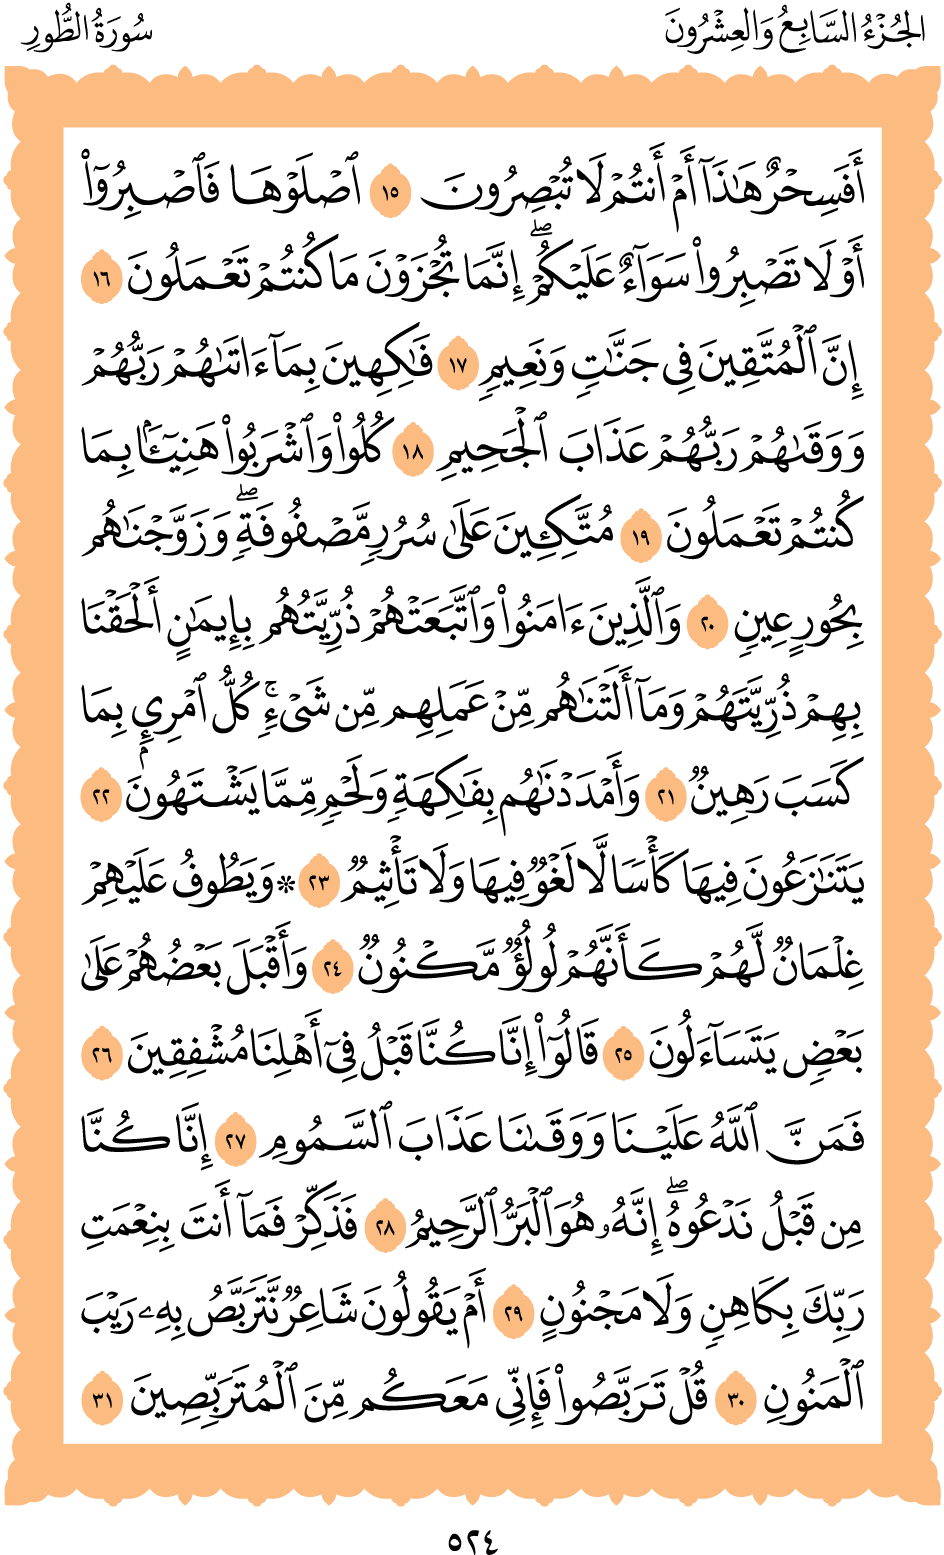 الجُزْءُ السَّابِعُ وَالعِشْرُونَ
سُورَةُ الطُّورِ
أَفَسِحْرٌ هَٰذَآ أَمْ أَنتُمْ لَا تُبْصِرُونَ ١٥ ٱصْلَوْهَا فَٱصْبِرُوٓا۟
أَوْ لَا تَصْبِرُوا۟ سَوَآءٌ عَلَيْكُمْ ۖ إِنَّمَا تُجْزَوْنَ مَا كُنتُمْ تَعْمَلُونَ ١٦
إِنَّ ٱلْمُتَّقِينَ فِى جَنَّٰتٍ وَنَعِيمٍ ١٧ فَٰكِهِينَ بِمَآ ءَاتَىٰهُمْ رَبُّهُمْ
وَوَقَىٰهُمْ رَبُّهُمْ عَذَابَ ٱلْجَحِيمِ ١٨ كُلُوا۟ وَٱشْرَبُوا۟ هَنِيٓـًٔۢا بِمَا
كُنتُمْ تَعْمَلُونَ ١٩ مُتَّكِـِٔينَ عَلَىٰ سُرُرٍ مَّصْفُوفَةٍ ۖ وَزَوَّجْنَٰهُم
بِحُورٍ عِينٍ ٢٠ وَٱلَّذِينَ ءَامَنُوا۟ وَٱتَّبَعَتْهُمْ ذُرِّيَّتُهُم بِإِيمَٰنٍ أَلْحَقْنَا
بِهِمْ ذُرِّيَّتَهُمْ وَمَآ أَلَتْنَٰهُم مِّنْ عَمَلِهِم مِّن شَىْءٍ ۚ كُلُّ ٱمْرِئٍۭ بِمَا
كَسَبَ رَهِينٌ ٢١ وَأَمْدَدْنَٰهُم بِفَٰكِهَةٍ وَلَحْمٍ مِّمَّا يَشْتَهُونَ ٢٢
يَتَنَٰزَعُونَ فِيهَا كَأْسًا لَّا لَغْوٌ فِيهَا وَلَا تَأْثِيمٌ ٢٣ ۞ وَيَطُوفُ عَلَيْهِمْ
غِلْمَانٌ لَّهُمْ كَأَنَّهُمْ لُؤْلُؤٌ مَّكْنُونٌ ٢٤ وَأَقْبَلَ بَعْضُهُمْ عَلَىٰ
بَعْضٍ يَتَسَآءَلُونَ ٢٥ قَالُوٓا۟ إِنَّا كُنَّا قَبْلُ فِىٓ أَهْلِنَا مُشْفِقِينَ ٢٦
فَمَنَّ ٱللَّهُ عَلَيْنَا وَوَقَىٰنَا عَذَابَ ٱلسَّمُومِ ٢٧ إِنَّا كُنَّا
مِن قَبْلُ نَدْعُوهُ ۖ إِنَّهُۥ هُوَ ٱلْبَرُّ ٱلرَّحِيمُ ٢٨ فَذَكِّرْ فَمَآ أَنتَ بِنِعْمَتِ
رَبِّكَ بِكَاهِنٍ وَلَا مَجْنُونٍ ٢٩ أَمْ يَقُولُونَ شَاعِرٌ نَّتَرَبَّصُ بِهِۦ رَيْبَ
ٱلْمَنُونِ ٣٠ قُلْ تَرَبَّصُوا۟ فَإِنِّى مَعَكُم مِّنَ ٱلْمُتَرَبِّصِينَ ٣١
٥٢٤